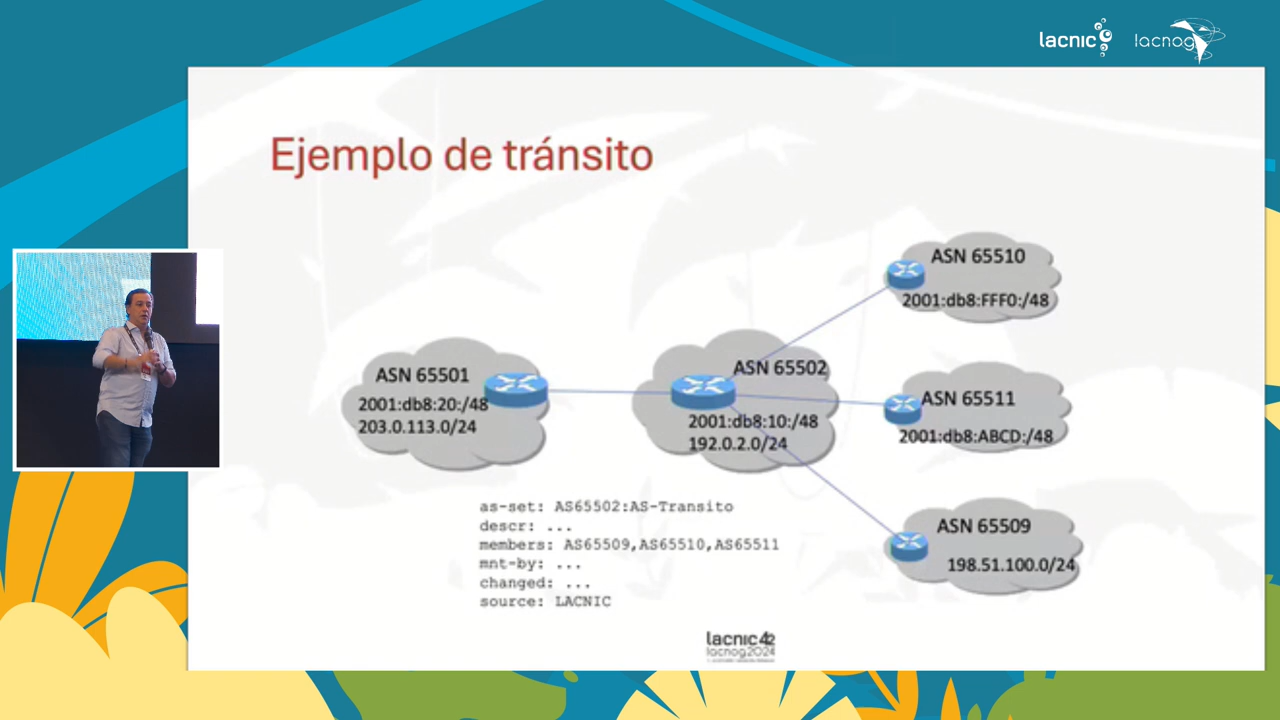 lacnic
lacnog
Ejemplo de tránsito
ASN 65510
2001:db8:FFF0:/48
ASN 65501
2001:db8:20:/48
203.0.113.0/24
ASN 65502
2001:db8:10:/48
192.0.2.0/24
ASN 65511
2001:db8:ABCD:/48
ASN 65509
198.51.100.0/24
as-set: AS65502:AS-Transito
descr: ...
members: AS65509,AS65510,AS65511
mnt-by: ...
changed: ...
source: LACNIC
lacnic42
lacnog2024